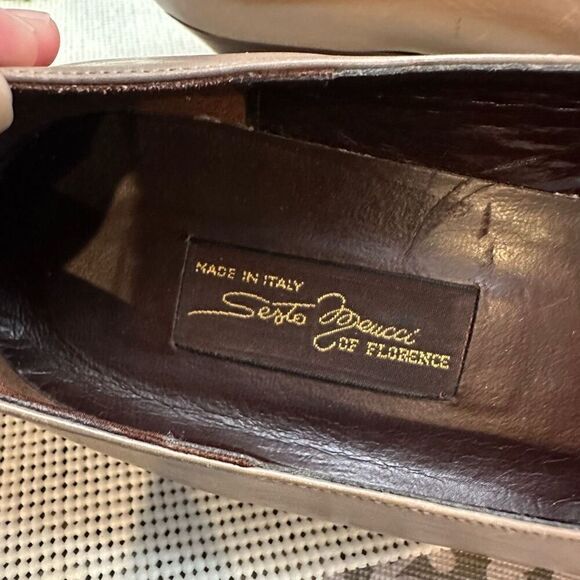 MADE IN ITALY
Sesto Meucci
OF FLORENCE